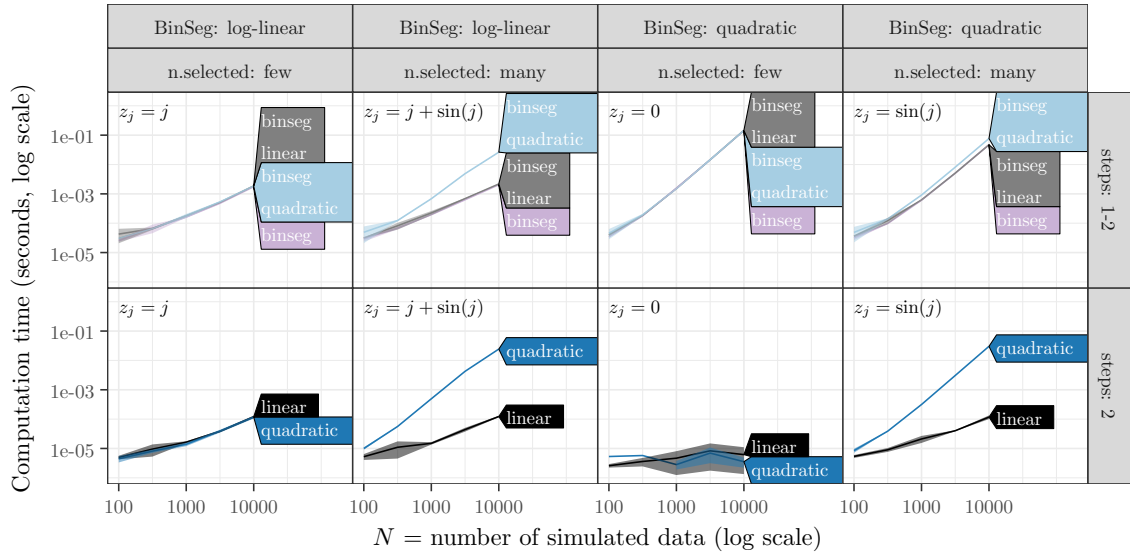 BinSeg: log-linear
BinSeg: log-linear
BinSeg: quadratic
BinSeg: quadratic
n.selected: few
n.selected: many
n.selected: few
n.selected: many
Computation time (seconds, log scale)
1e-01
1e-03
1e-05
z_j = j
binseg
linear
binseg
quadratic
binseg
z_j = j + sin(j)
binseg
quadratic
binseg
linear
binseg
z_j = 0
binseg
linear
binseg
quadratic
binseg
z_j = sin(j)
binseg
quadratic
binseg
linear
binseg
steps: 1-2
1e-01
1e-03
1e-05
z_j = j
linear
quadratic
z_j = j + sin(j)
quadratic
linear
z_j = 0
linear
quadratic
z_j = sin(j)
quadratic
linear
steps: 2
100 1000 10000
100 1000 10000
100 1000 10000
100 1000 10000
N = number of simulated data (log scale)